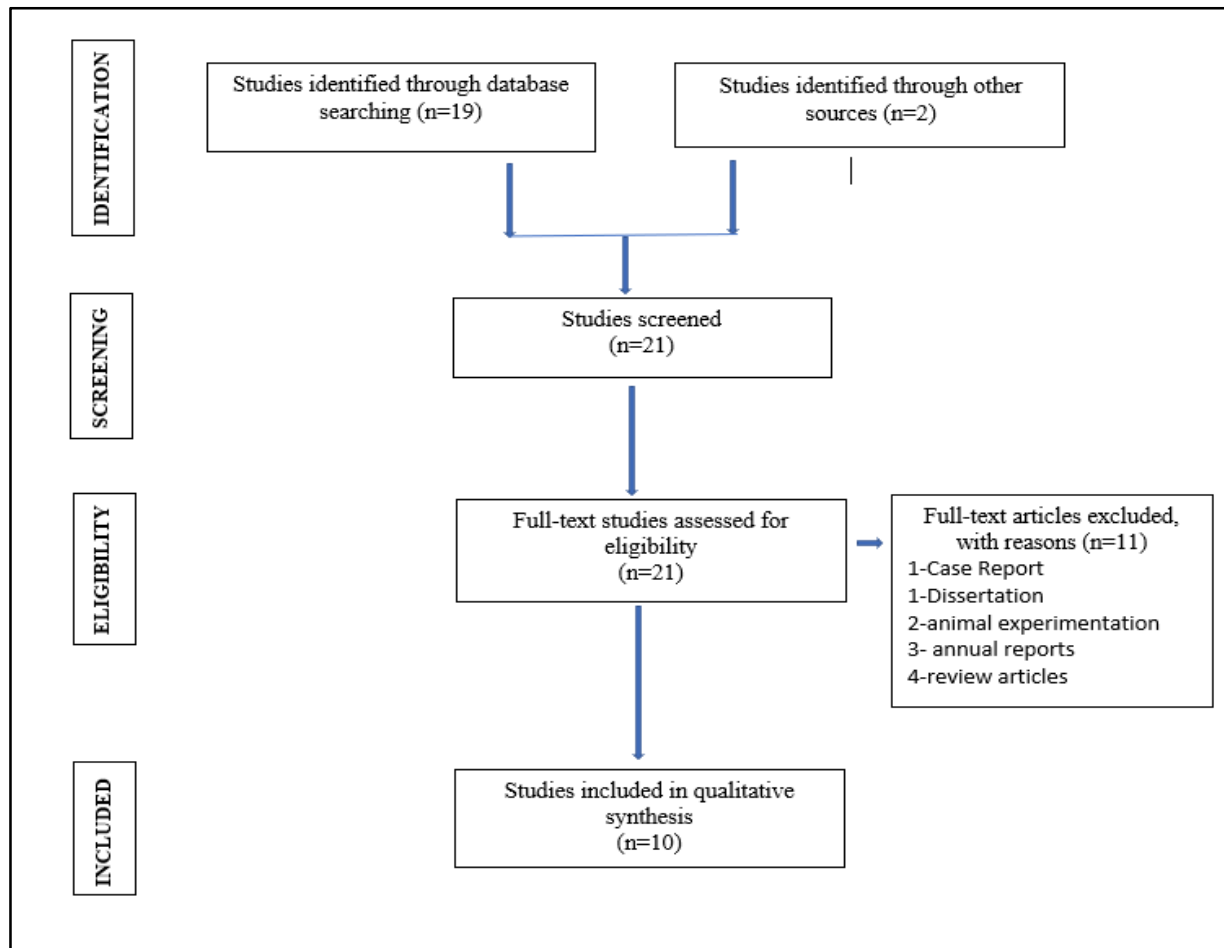 IDENTIFICATION
Studies identified through database
searching (n=19)
Studies identified through other
sources (n=2)
SCREENING
Studies screened
(n=21)
ELIGIBILITY
Full-text studies assessed for
eligibility
(n=21)
Full-text articles excluded,
with reasons (n=11)
1-Case Report
1-Dissertation
2-animal experimentation
3- annual reports
4-review articles
INCLUDED
Studies included in qualitative
synthesis
(n=10)